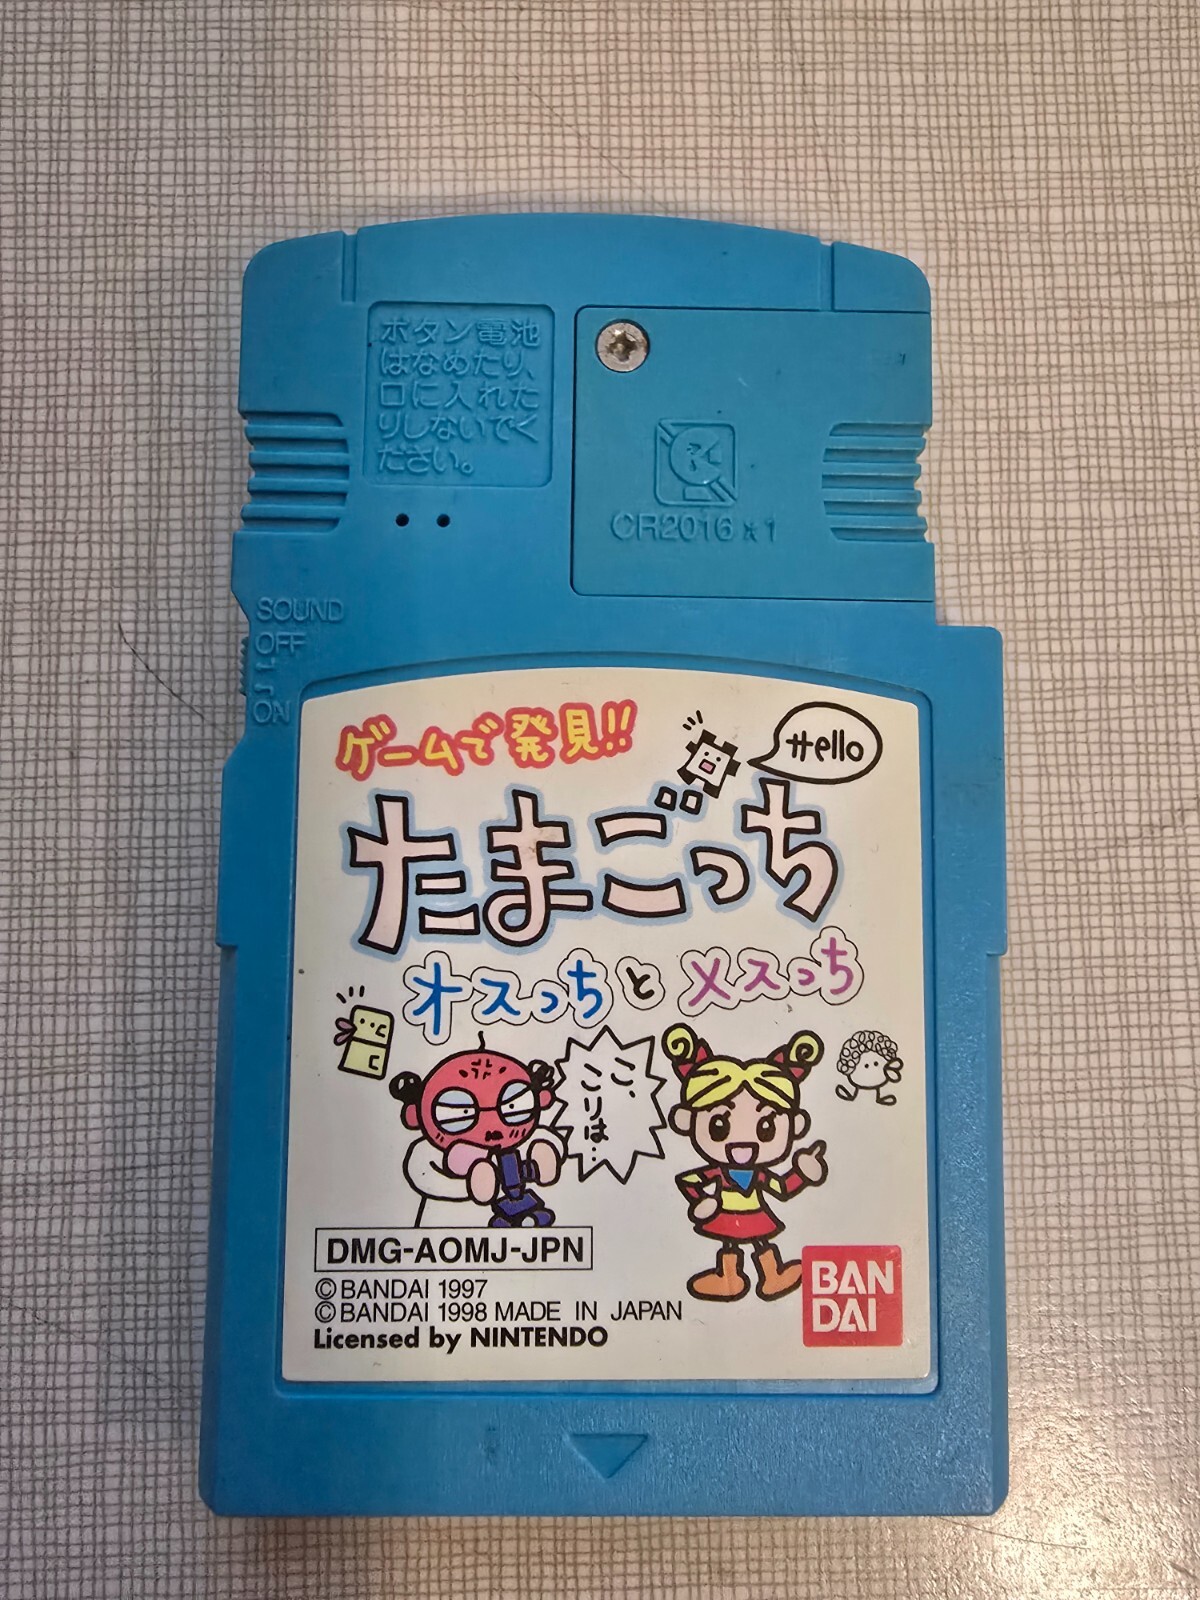 ボタン電池
はなめたり、
口に入れた
りしないでく
ださい。
CR2016×1
SOUND
OFF
ON
ゲームで発見!!
Hello
たまごっち
オスっちとメスっち
こ、
こりは…
DMG-AOMJ-JPN
©BANDAI 1997
©BANDAI 1998 MADE IN JAPAN
Licensed by NINTENDO
BAN
DAI